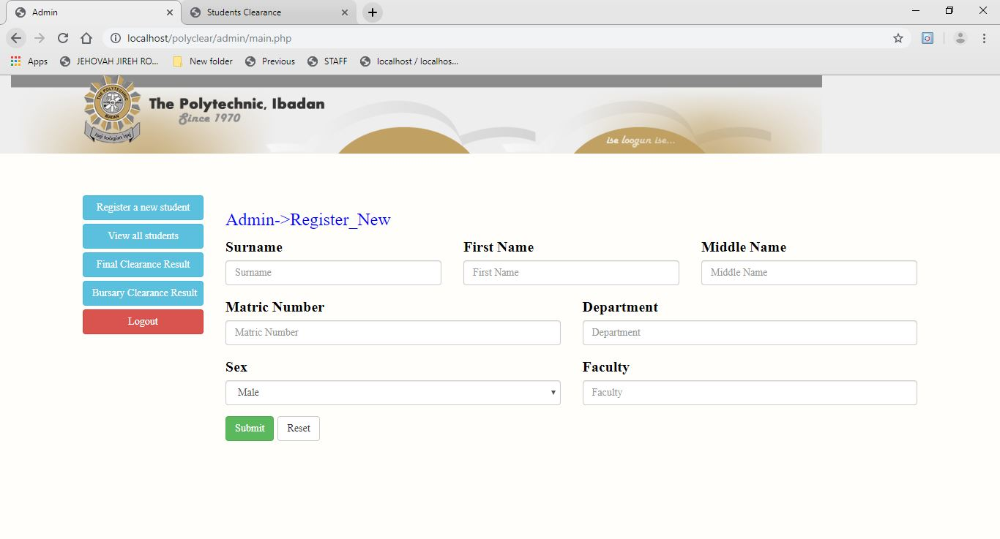 Admin
Students Clearance
localhost/polyclear/admin/main.php
Apps JEHOVAH JIREH RO... New folder Previous STAFF localhost / localhos...
THE POLYTECHNIC
IBADAN
Isę́ loògùn ìsę́
The Polytechnic, Ibadan
Since 1970
ise loogun ise...
Register a new student
View all students
Final Clearance Result
Bursary Clearance Result
Logout
Admin->Register_New
Surname First Name Middle Name
Surname First Name Middle Name
Matric Number Department
Matric Number Department
Sex Faculty
Male Faculty
Submit Reset